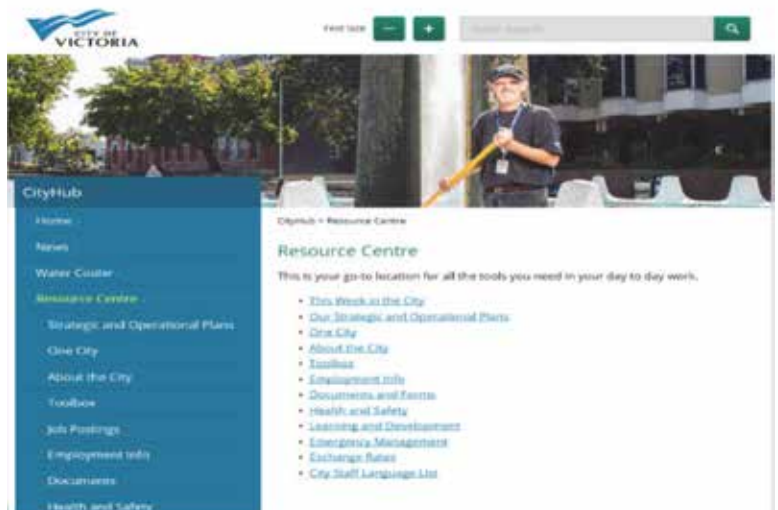 CITY OF
VICTORIA
Text Size
CityHub
Home
News
Water Cooler
Resource Centre
Strategic and Operational Plans
One City
About the City
Toolbox
Job Postings
Employment Info
Documents
Health and Safety
CityHub > Resource Centre
Resource Centre
This is your go-to location for all the tools you need in your day to day work.
• This Week in the City
• Our Strategic and Operational Plans
• One City
• About the City
• Toolbox
• Employment Info
• Documents and Forms
• Health and Safety
• Learning and Development
• Emergency Management
• Exchange Rates
• City Staff Language List